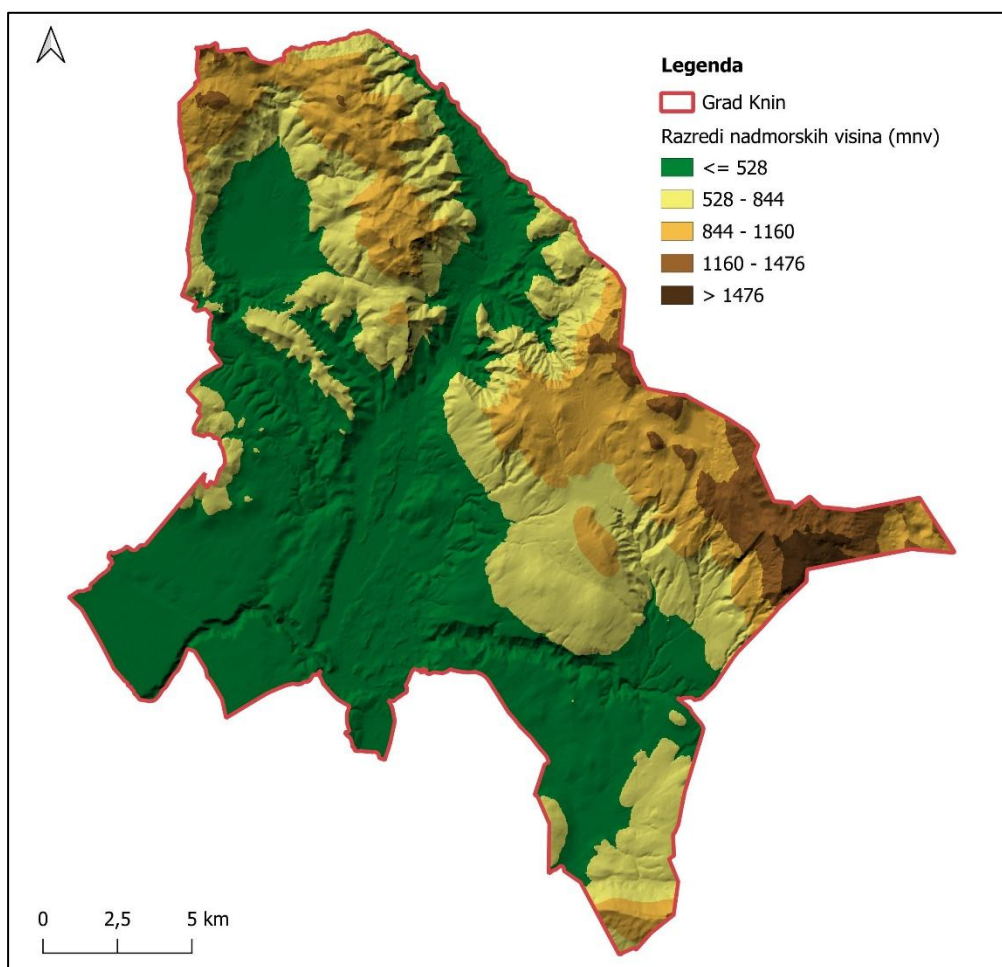 Legenda
Grad Knin
Razredi nadmorskih visina (mnv)
<= 528
528 - 844
844 - 1160
1160 - 1476
> 1476
0 2,5 5 km